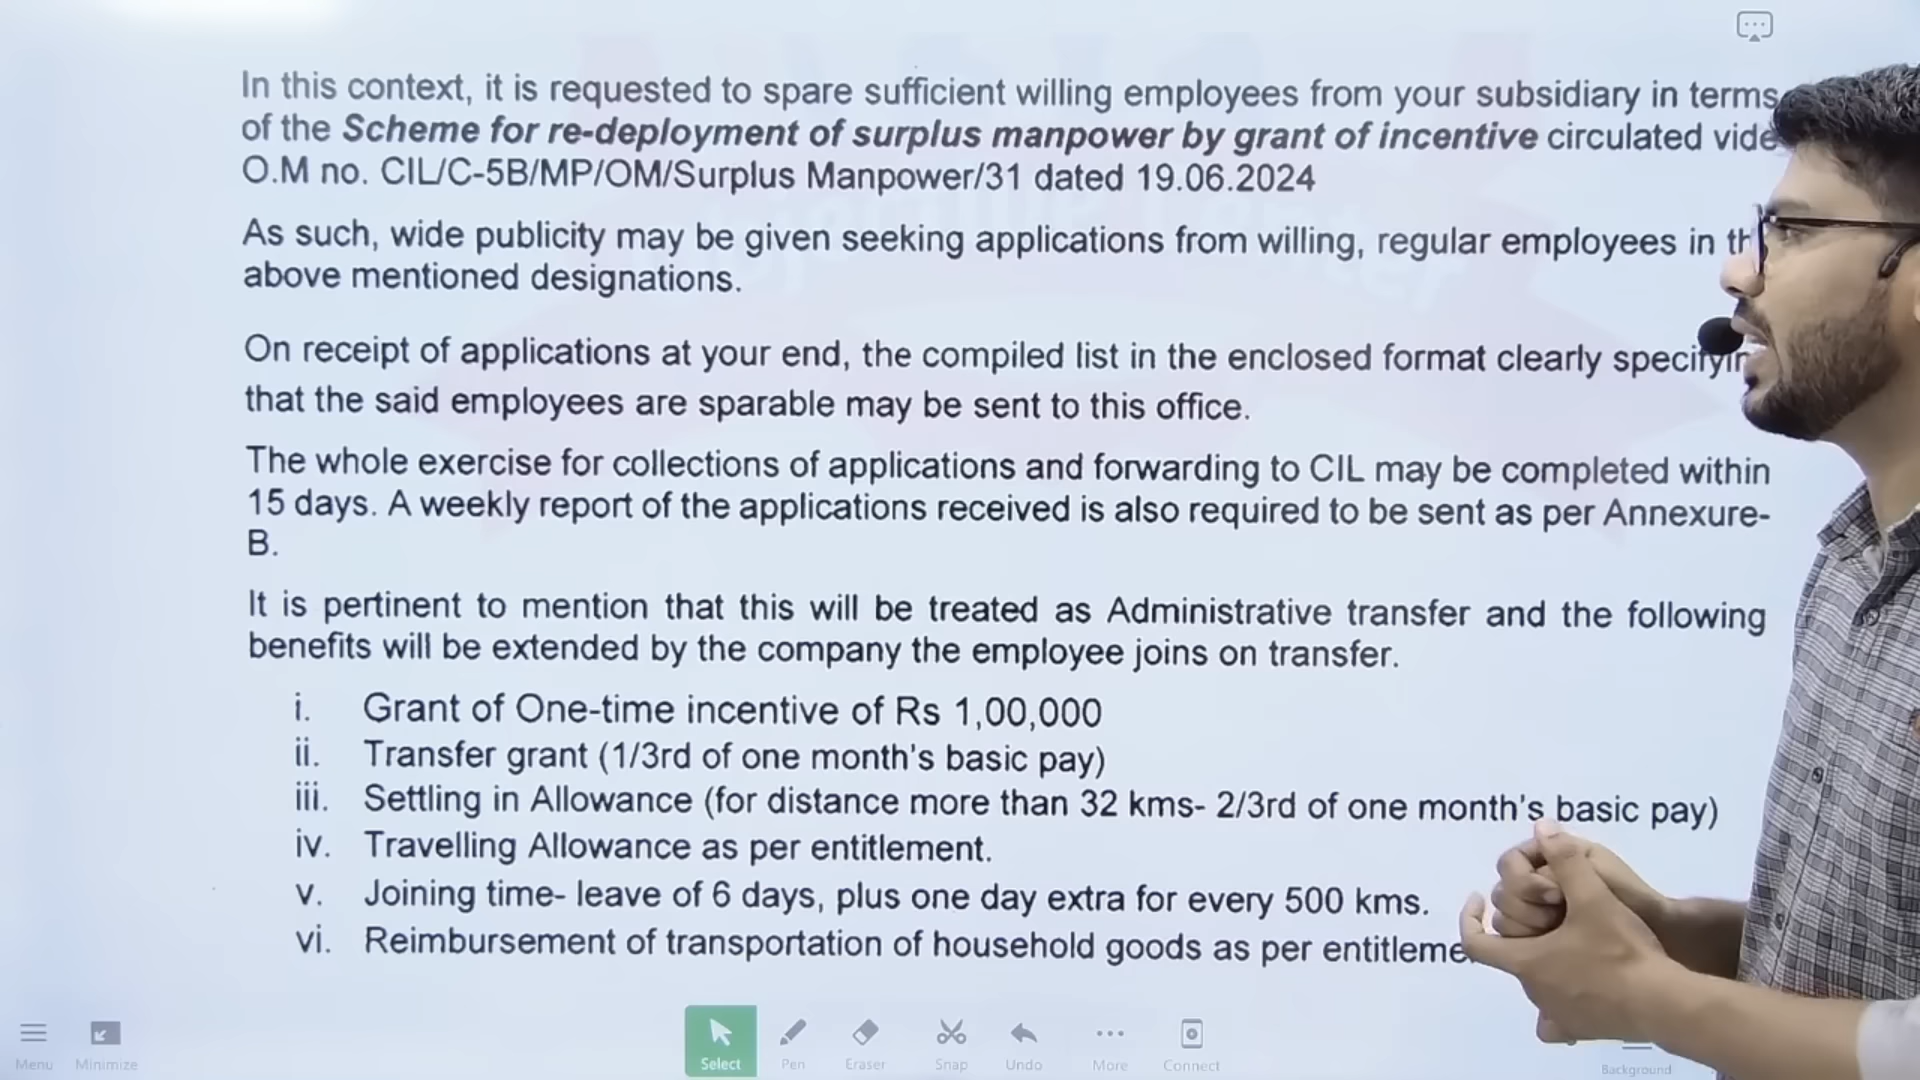 In this context, it is requested to spare sufficient willing employees from your subsidiary in terms
of the Scheme for re-deployment of surplus manpower by grant of incentive circulated vide
O.M no. CIL/C-5B/MP/OM/Surplus Manpower/31 dated 19.06.2024
As such, wide publicity may be given seeking applications from willing, regular employees in
above mentioned designations.
On receipt of applications at your end, the compiled list in the enclosed format clearly
that the said employees are sparable may be sent to this office.
The whole exercise for collections of applications and forwarding to CIL may be completed within
15 days. A weekly report of the applications received is also required to be sent as per Annexure-
B.
It is pertinent to mention that this will be treated as Administrative transfer and the following
benefits will be extended by the company the employee joins on transfer.
i. Grant of One-time incentive of Rs 1,00,000
ii. Transfer grant (1/3rd of one month's basic pay)
iii. Settling in Allowance (for distance more than 32 kms- 2/3rd of one month's basic pay)
iv. Travelling Allowance as per entitlement.
v. Joining time- leave of 6 days, plus one day extra for every 500 kms.
vi. Reimbursement of transportation of household goods as per
Menu Minimize Select Pen Eraser Snap Undo More Connect Background